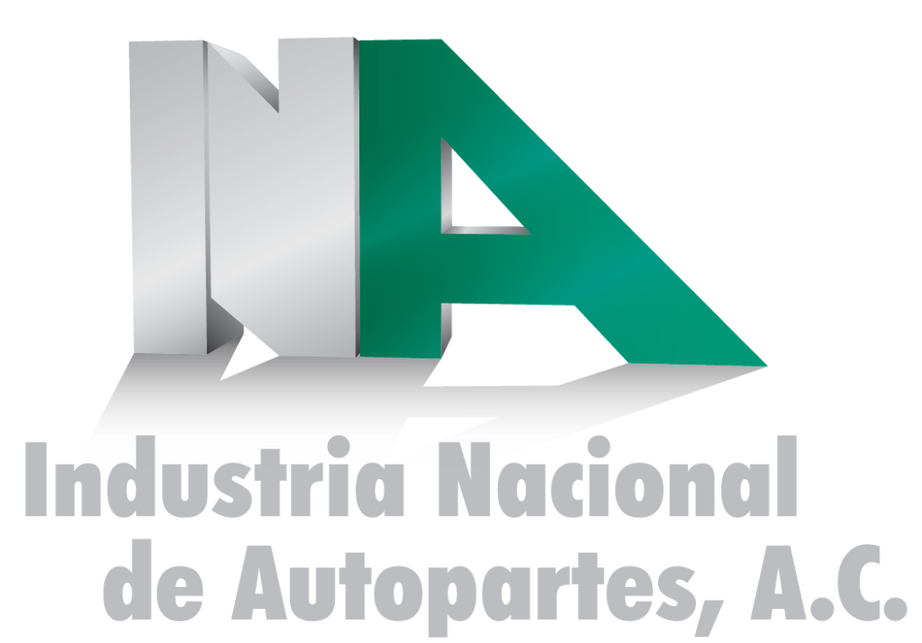 INA
Industria Nacional
de Autopartes, A.C.